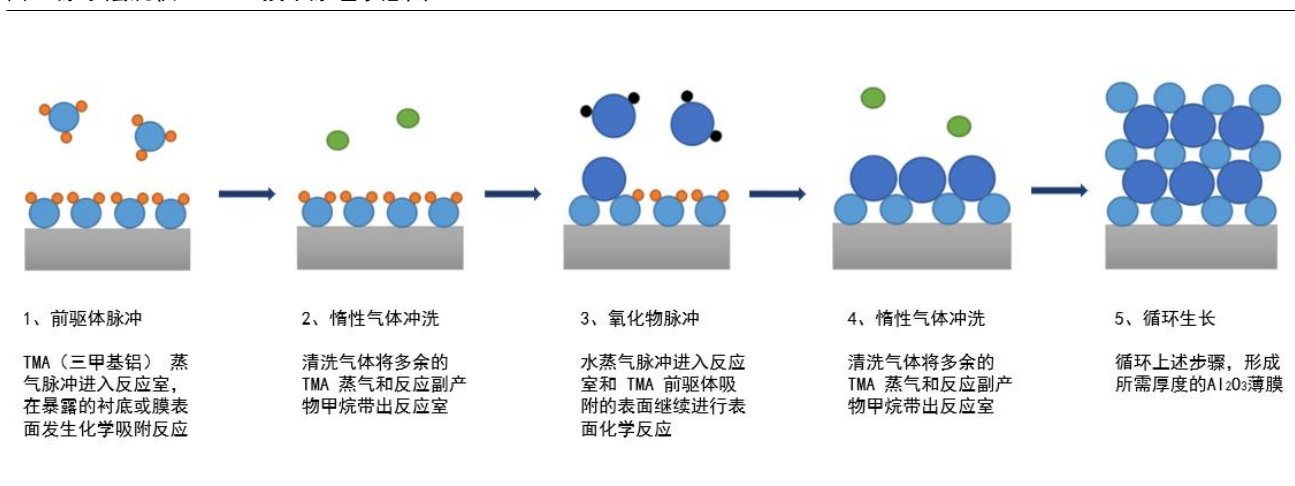 1、前驱体脉冲
TMA（三甲基铝） 蒸
气脉冲进入反应室，
在暴露的衬底或膜表
面发生化学吸附反应
2、惰性气体冲洗
清洗气体将多余的
TMA 蒸气和反应副产
物甲烷带出反应室
3、氧化物脉冲
水蒸气脉冲进入反应
室和 TMA 前驱体吸
附的表面继续进行表
面化学反应
4、惰性气体冲洗
清洗气体将多余的
TMA 蒸气和反应副产
物甲烷带出反应室
5、循环生长
循环上述步骤，形成
所需厚度的Al₂O₃薄膜